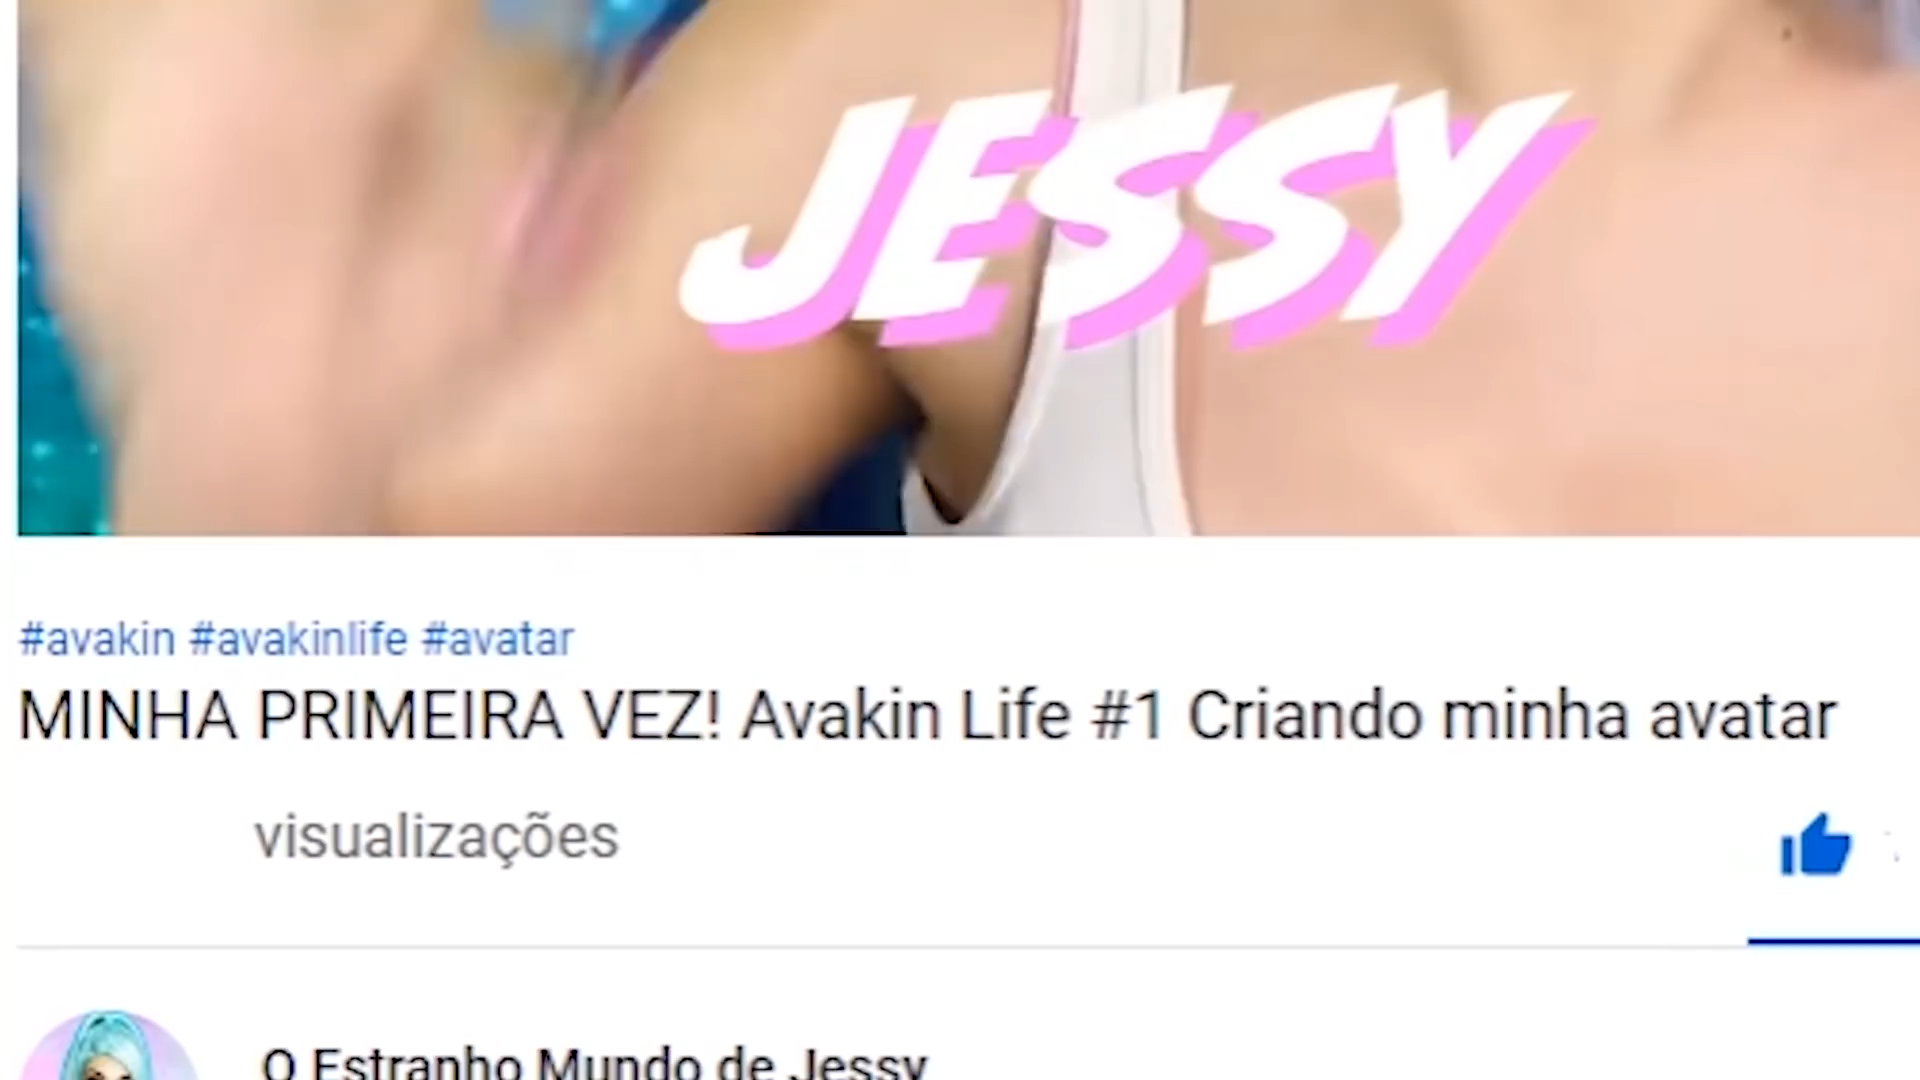 JESSY
#avakin #avakinlife #avatar
MINHA PRIMEIRA VEZ! Avakin Life #1 Criando minha avatar
visualizações
O Estranho Mundo de Jessy